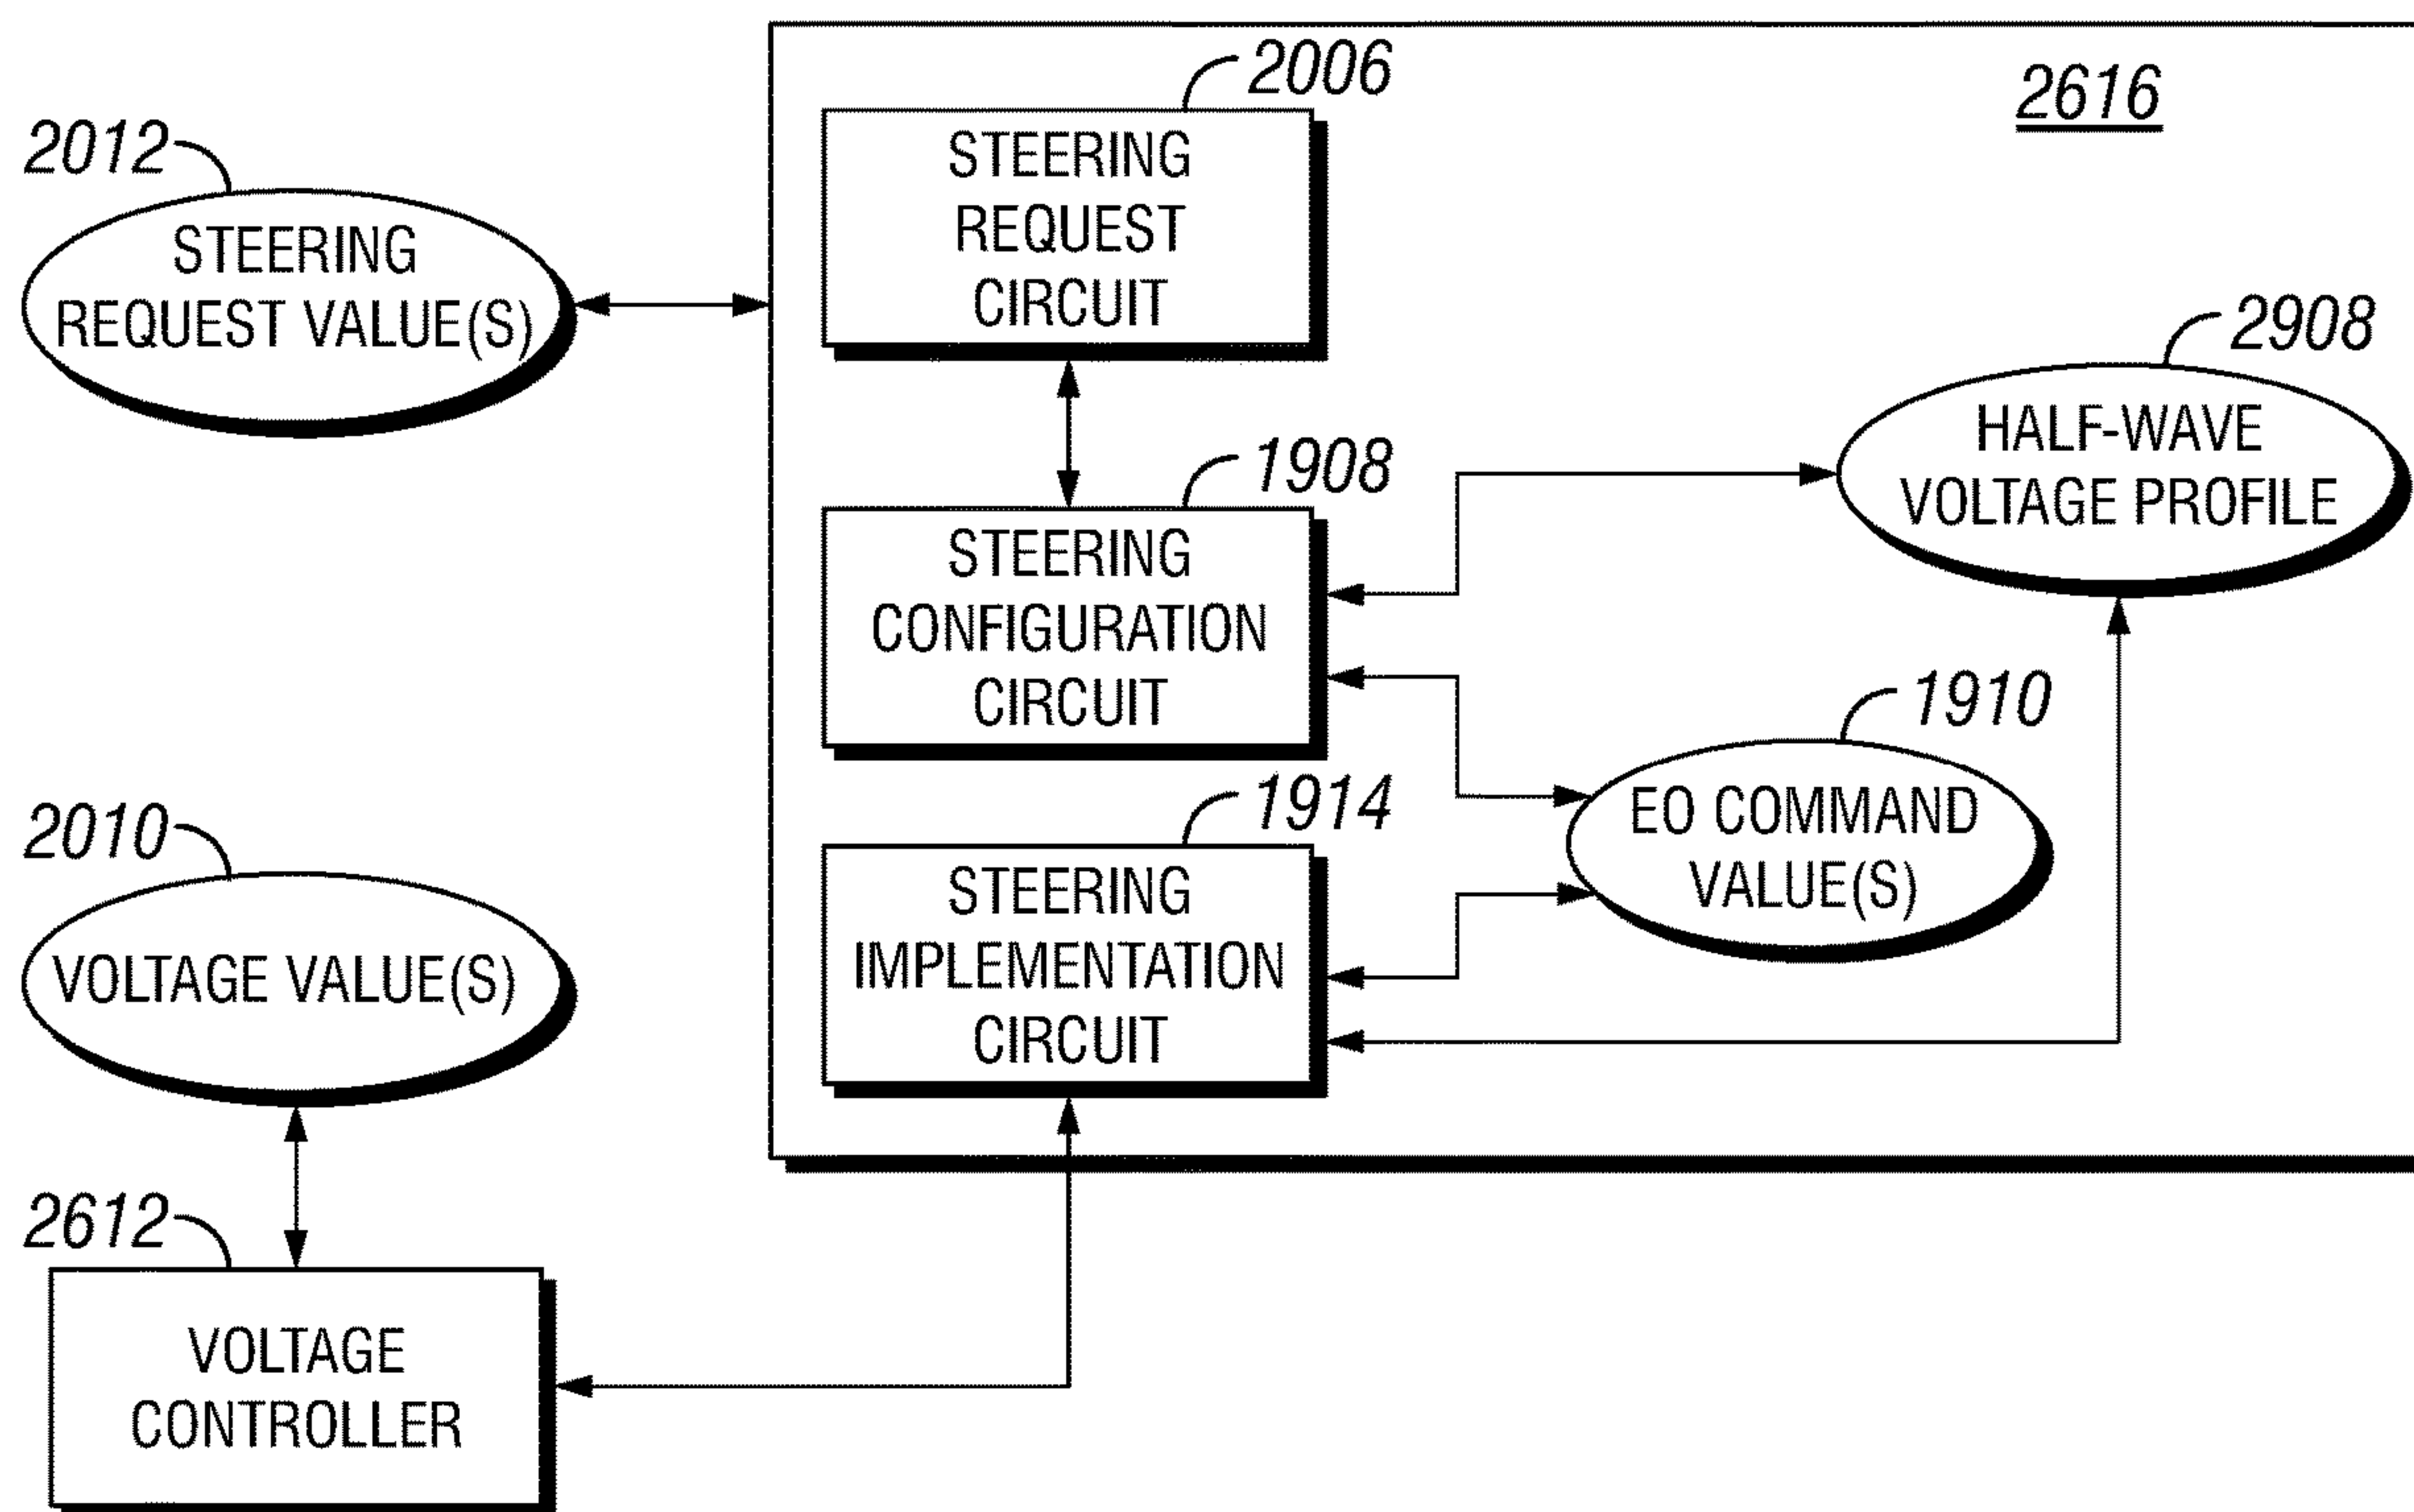 2616
2006
STEERING
REQUEST
CIRCUIT
2012
STEERING
REQUEST VALUE(S)
2908
HALF-WAVE
VOLTAGE PROFILE
1908
STEERING
CONFIGURATION
CIRCUIT
1910
EO COMMAND
VALUE(S)
1914
STEERING
IMPLEMENTATION
CIRCUIT
2010
VOLTAGE VALUE(S)
2612
VOLTAGE
CONTROLLER